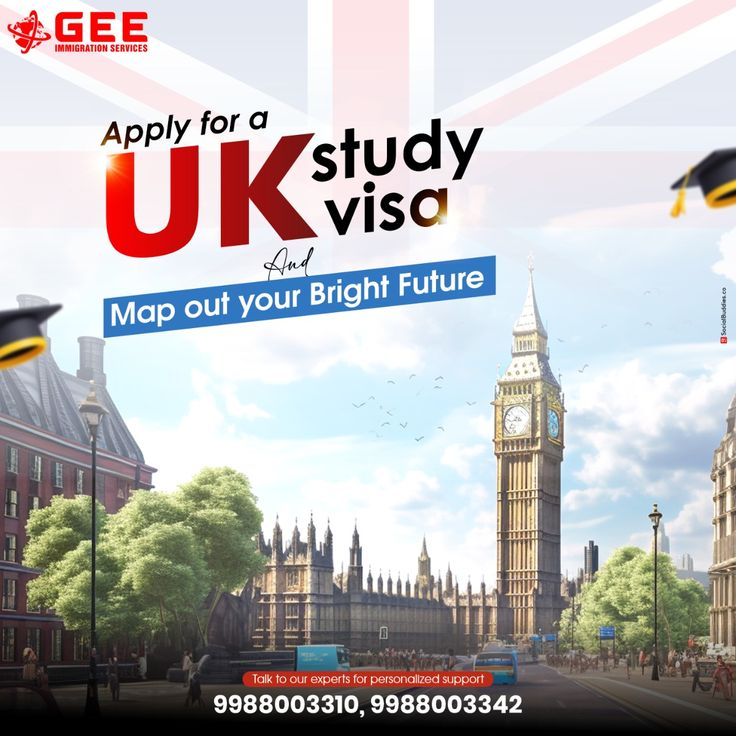 GEE
IMMIGRATION SERVICES
Apply for a
UK study
visa
And
Map out your Bright Future
SocialBuddies.co
Talk to our experts for personalized support
9988003310, 9988003342